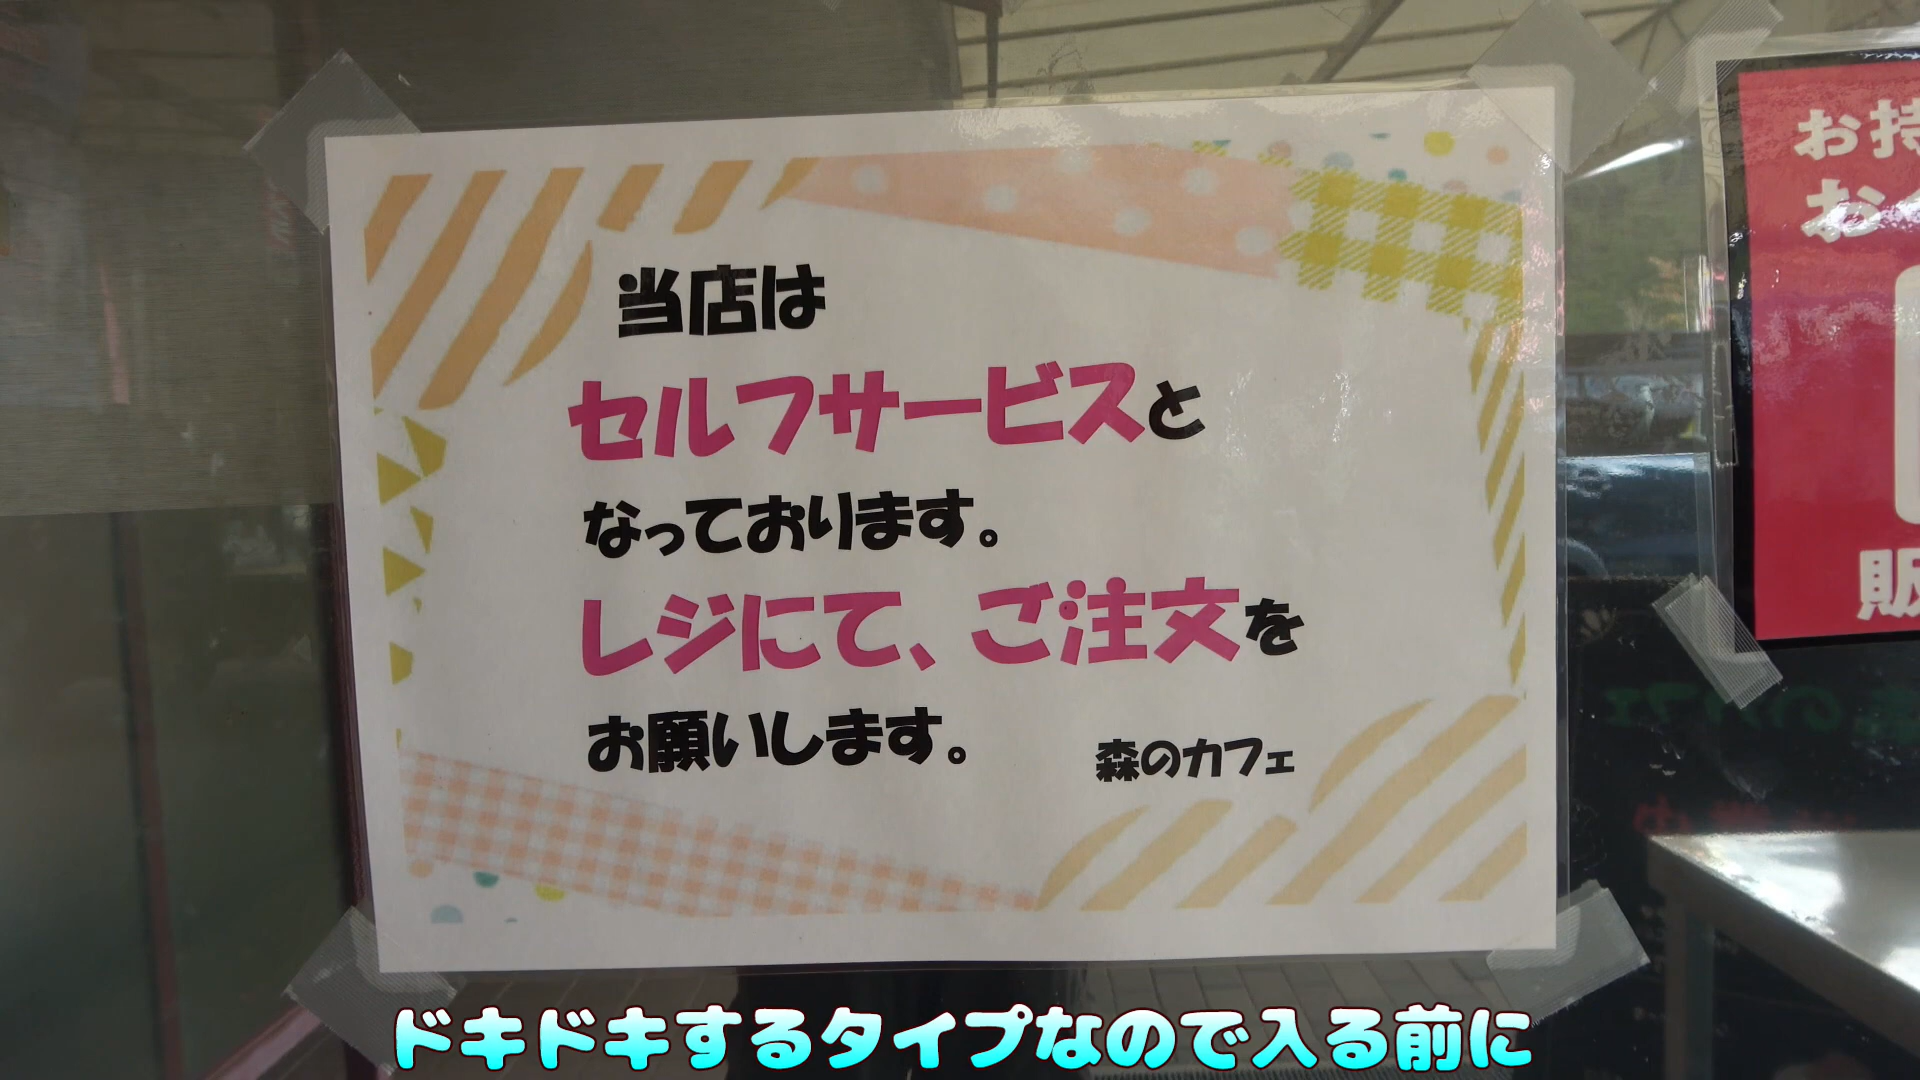 当店は
セルフサービスと
なっております。
レジにて、ご注文を
お願いします。
森のカフェ
お持
お
販
ドキドキするタイプなので入る前に